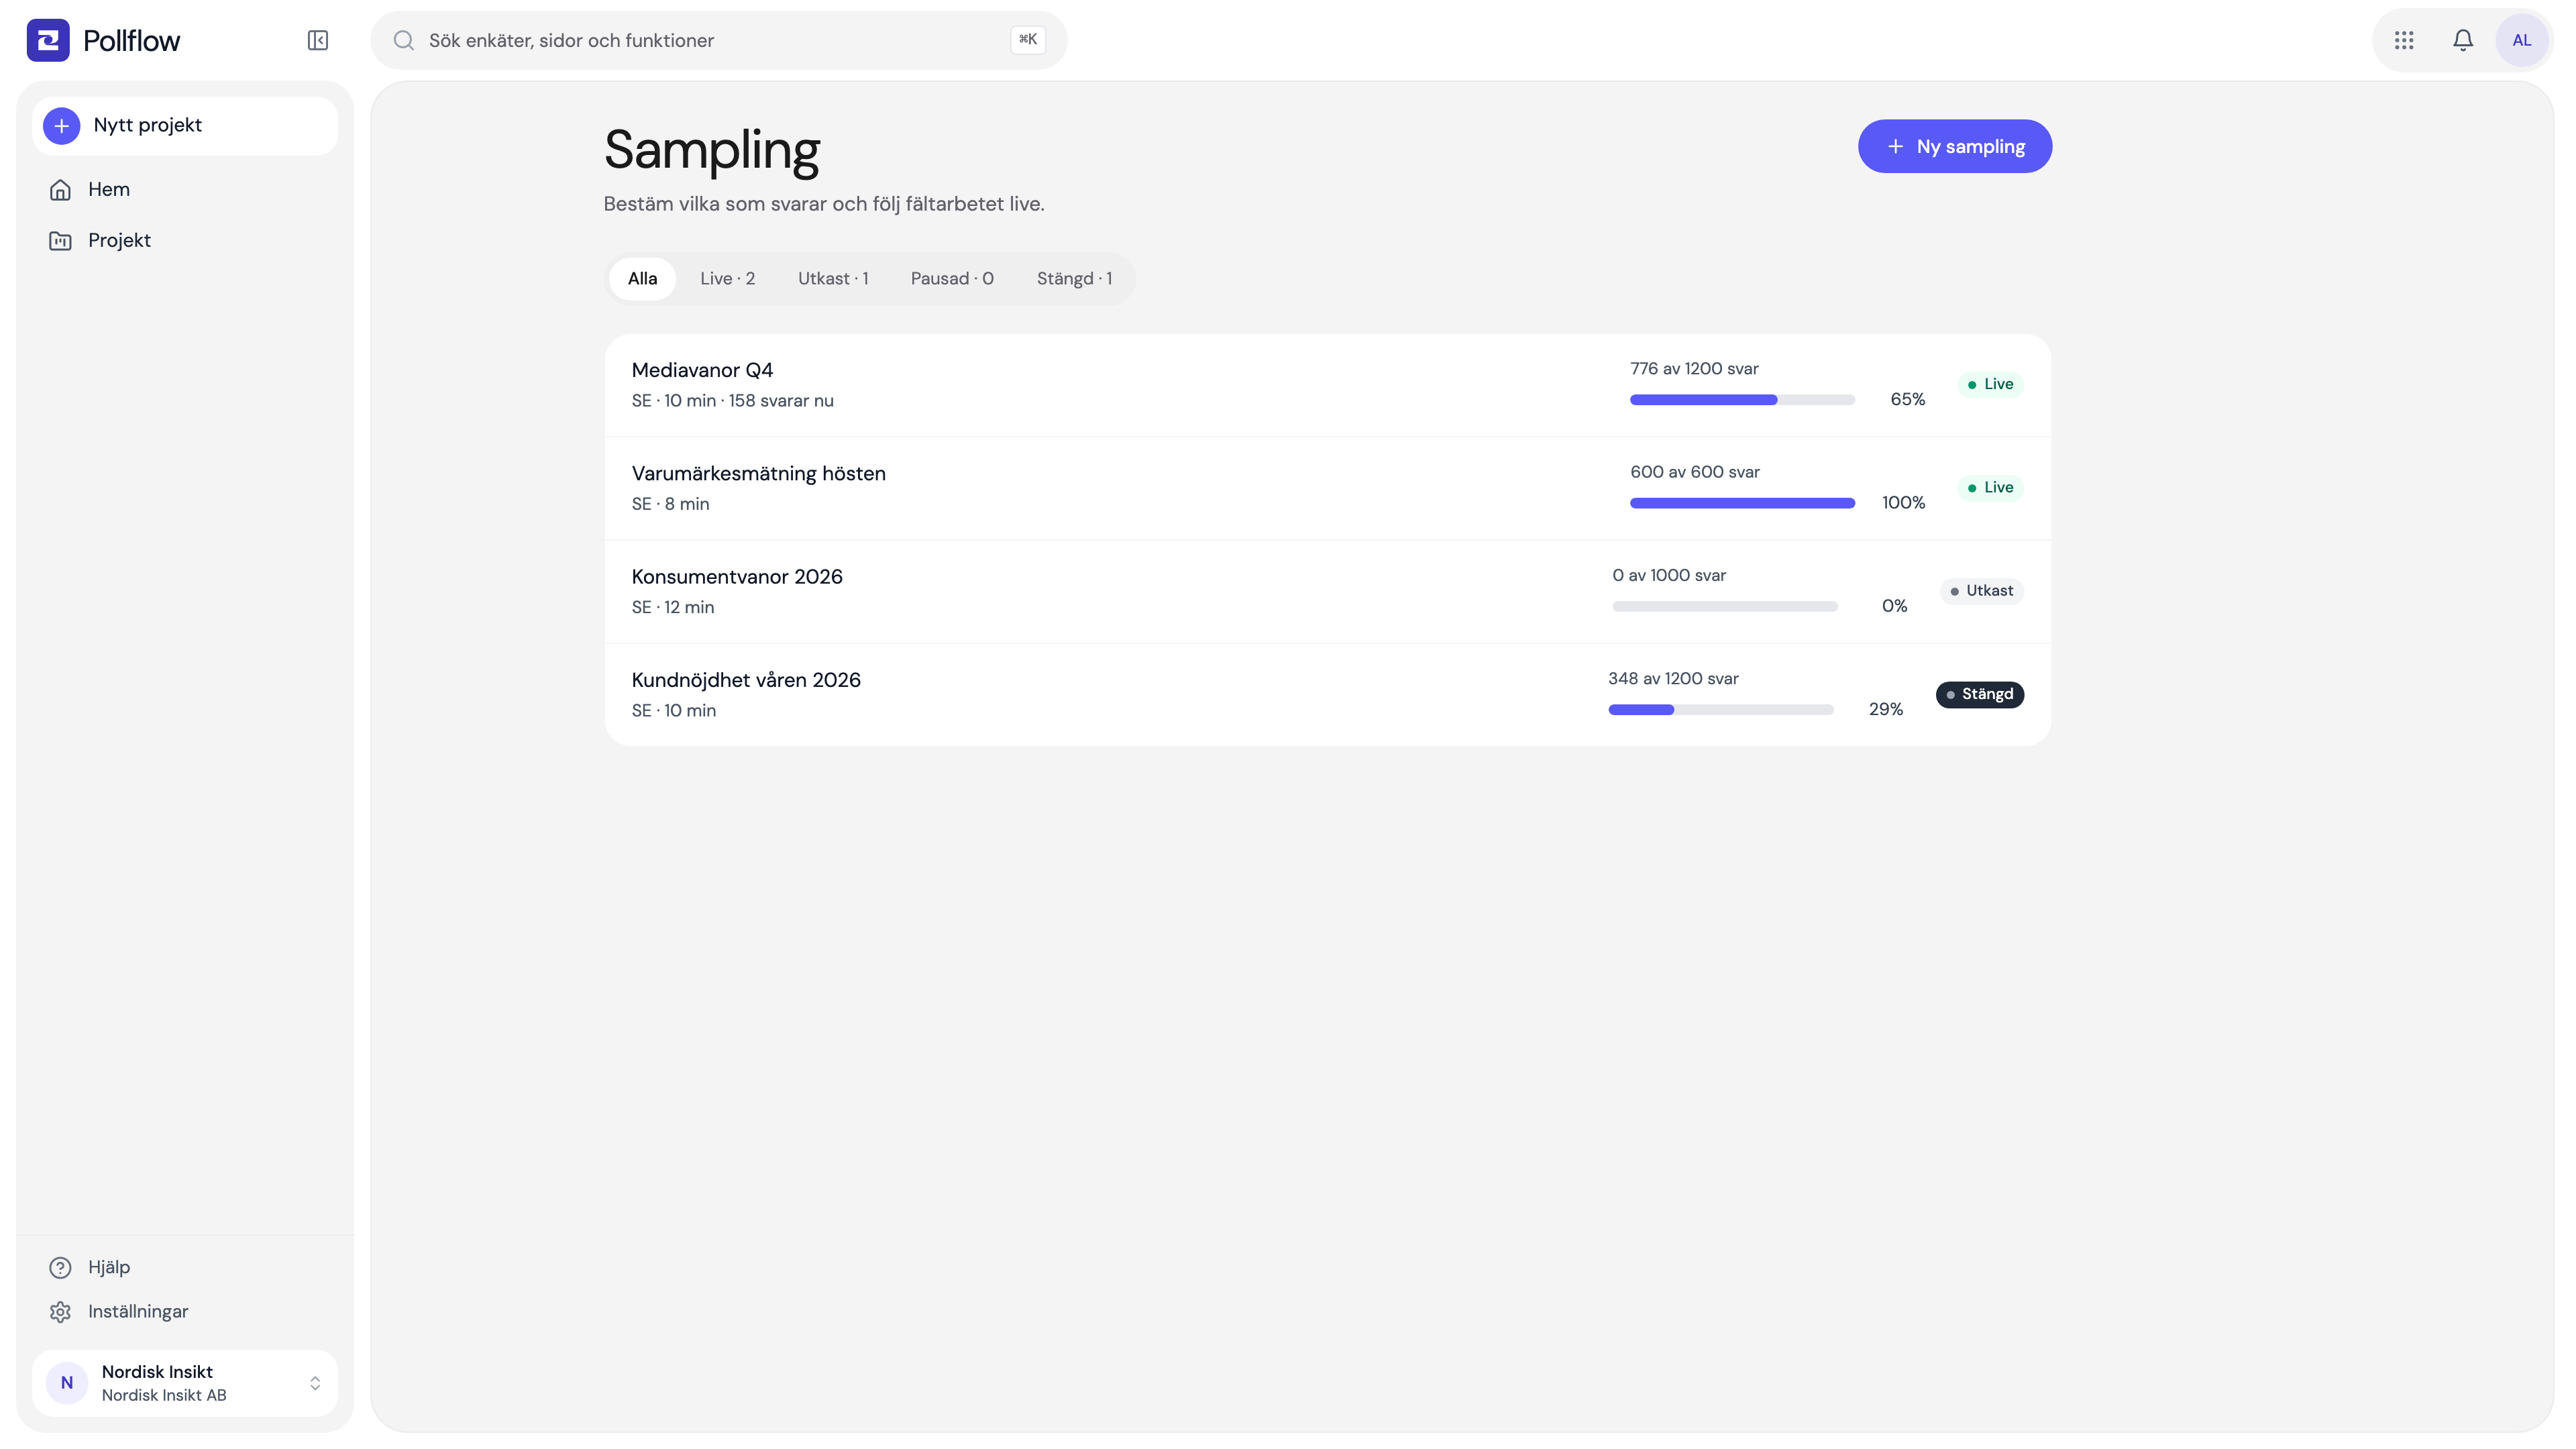 Pollflow
Sök enkäter, sidor och funktioner
⌘K
AL
Nytt projekt
Hem
Projekt
Sampling
Ny sampling
Bestäm vilka som svarar och följ fältarbetet live.
Alla
Live · 2
Utkast · 1
Pausad · 0
Stängd · 1
Mediavanor Q4
SE · 10 min · 158 svarar nu
776 av 1200 svar
65%
Live
Varumärkesmätning hösten
SE · 8 min
600 av 600 svar
100%
Live
Konsumentvanor 2026
SE · 12 min
0 av 1000 svar
0%
Utkast
Kundnöjdhet våren 2026
SE · 10 min
348 av 1200 svar
29%
Stängd
Hjälp
Inställningar
N
Nordisk Insikt
Nordisk Insikt AB